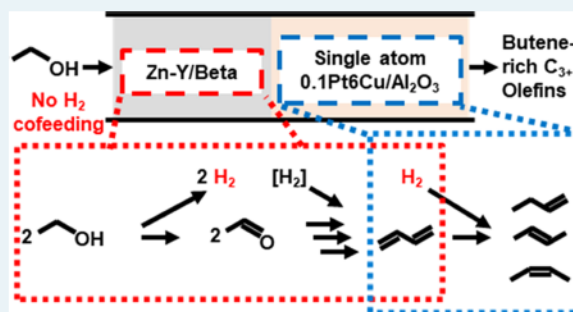 OH
Zn-Y/Beta
Single atom
0.1Pt6Cu/Al₂O₃
Butene-
rich C₃₊
Olefins
No H₂
cofeeding
2 H₂ [H₂] H₂
2 OH 2 O